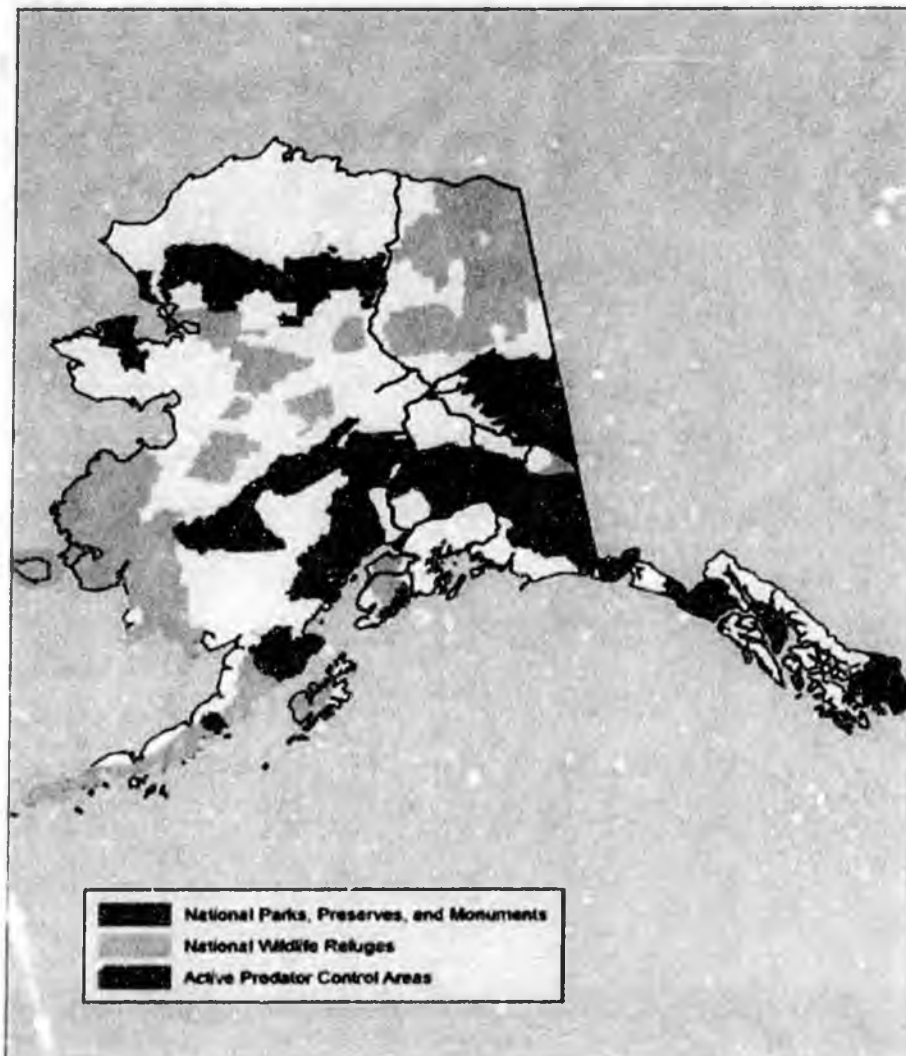 National Parks, Preserves, and Monuments
National Wildlife Refuges
Active Predator Control Areas